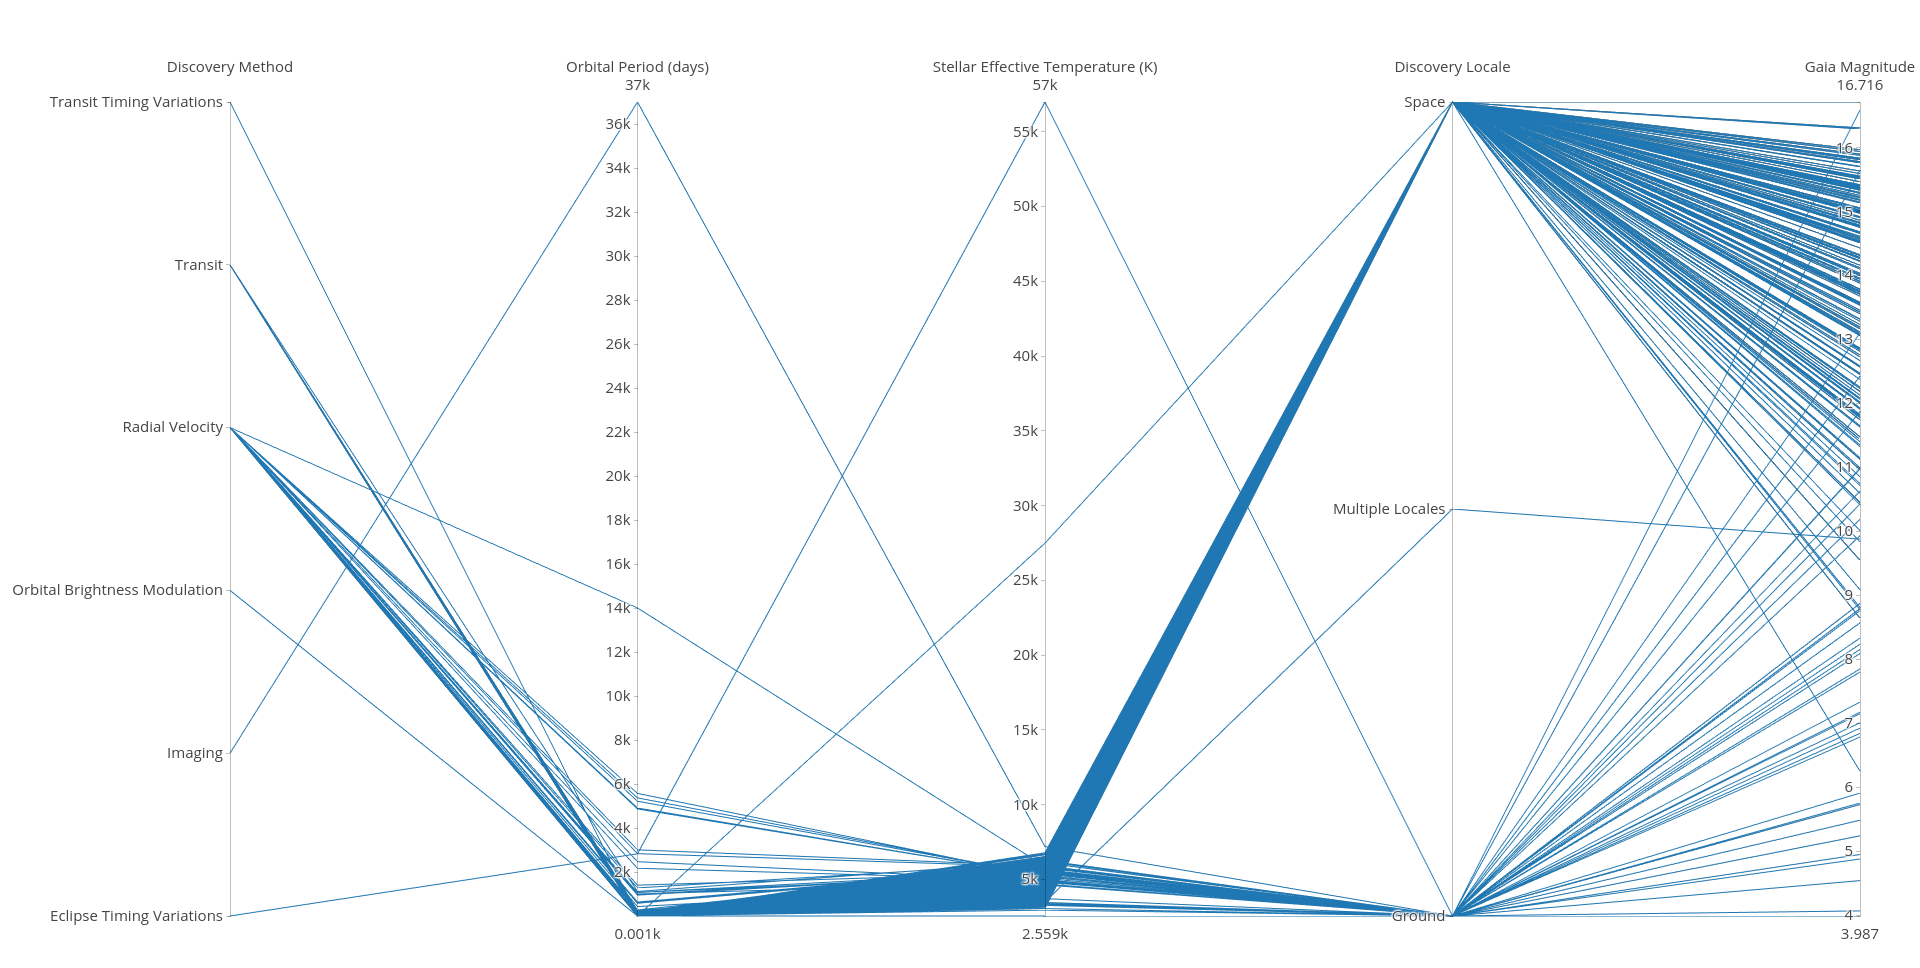 Discovery Method
Orbital Period (days)
Stellar Effective Temperature (K)
Discovery Locale
Gaia Magnitude
37k
57k
16.716
Transit Timing Variations
Transit
Radial Velocity
Orbital Brightness Modulation
Imaging
Eclipse Timing Variations
36k
34k
32k
30k
28k
26k
24k
22k
20k
18k
16k
14k
12k
10k
8k
6k
4k
2k
0.001k
55k
50k
45k
40k
35k
30k
25k
20k
15k
10k
5k
2.559k
Space
Multiple Locales
Ground
16
15
14
13
12
11
10
9
8
7
6
5
4
3.987